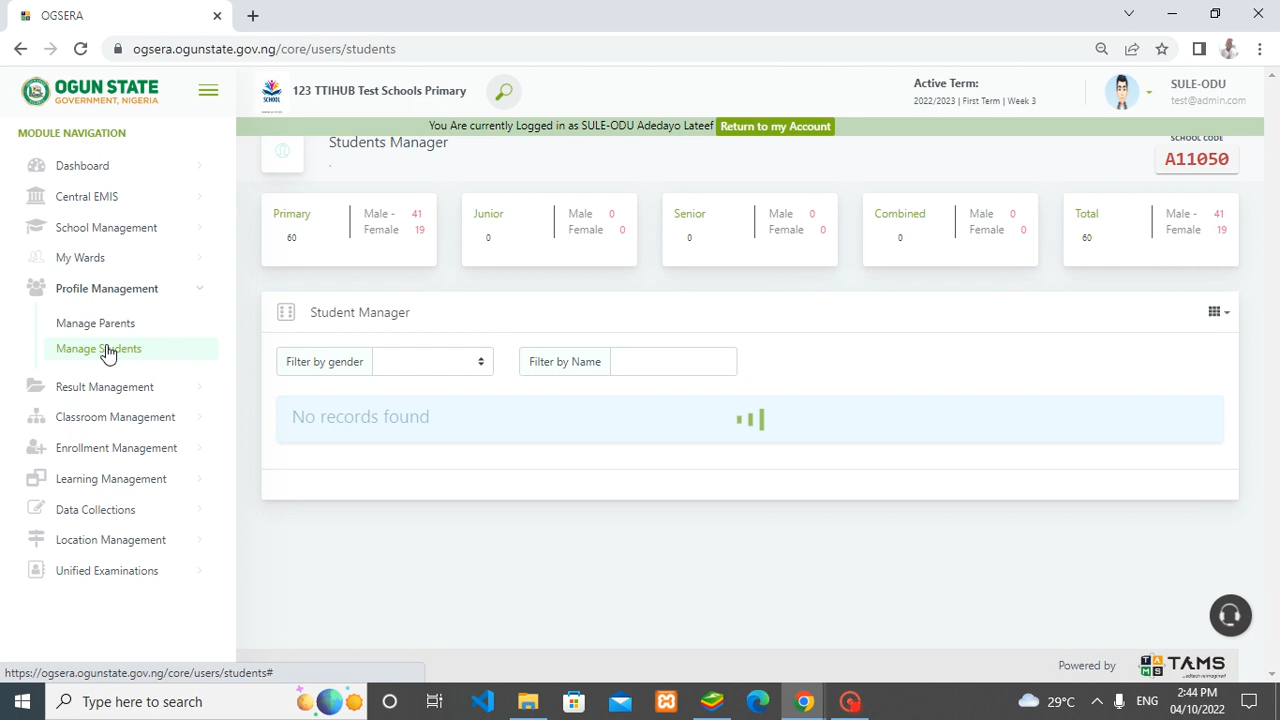 OGSERA
ogsera.ogunstate.gov.ng/core/users/students
OGUN STATE
GOVERNMENT, NIGERIA
123 TTIHUB Test Schools Primary
Active Term:
2022/2023 | First Term | Week 3
SULE-ODU
test@admin.com
You Are currently Logged in as SULE-ODU Adedayo Lateef Return to my Account
MODULE NAVIGATION
Dashboard
Central EMIS
School Management
My Wards
Profile Management
Manage Parents
Manage Students
Result Management
Classroom Management
Enrollment Management
Learning Management
Data Collections
Location Management
Unified Examinations
Students Manager
.
SCHOOL CODE
A11050
Primary
60
Male - 41
Female 19
Junior
0
Male 0
Female 0
Senior
0
Male 0
Female 0
Combined
0
Male 0
Female 0
Total
60
Male - 41
Female 19
Student Manager
Filter by gender
Filter by Name
No records found
Powered by
TAMS
https://ogsera.ogunstate.gov.ng/core/users/students#
Type here to search
29°C
ENG
2:44 PM
04/10/2022